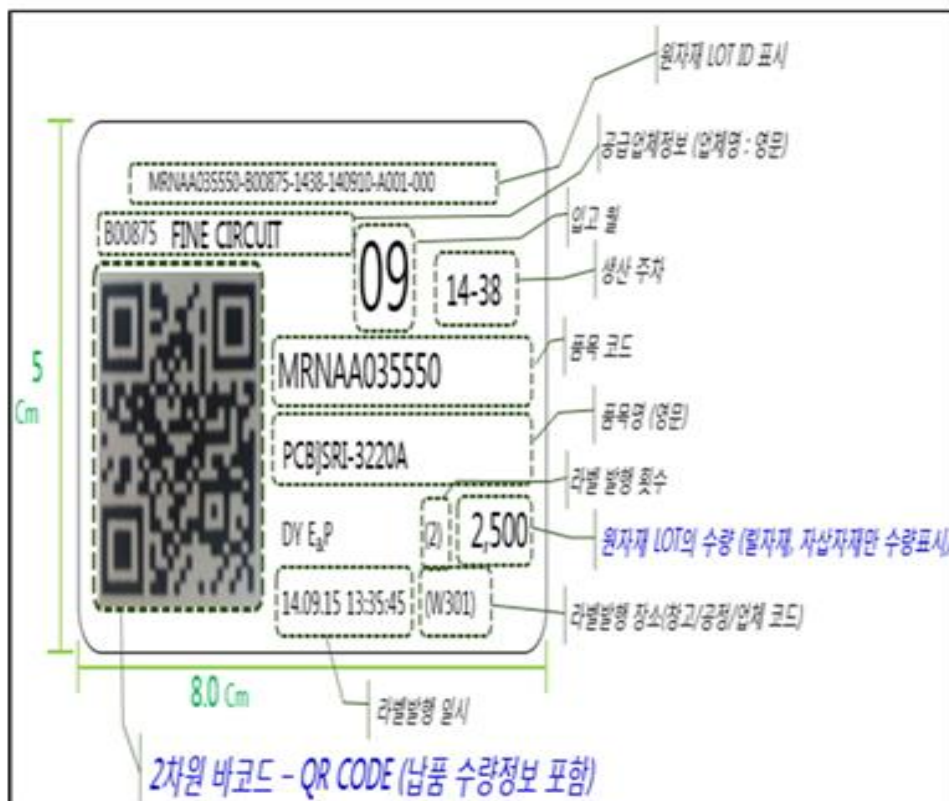 원자재 LOT ID 표시
공급업체정보 (업체명 : 영문)
MRNAA035550-B00875-1438-140910-A001-000
입고 월
B00875 FINE CIRCUIT
09
14-38
생산 주차
품목 코드
MRNAA035550
5
Cm
품목명 (영문)
PCBJSRI-3220A
라벨 발행 횟수
DY EaP
(2)
2,500
원자재 LOT의 수량 (릴자재, 자삽자재만 수량표시)
14.09.15 13:35:45
(W301)
라벨발행 장소(창고/공정/업체 코드)
8.0 Cm
라벨발행 일시
2차원 바코드 – QR CODE (납품 수량정보 포함)